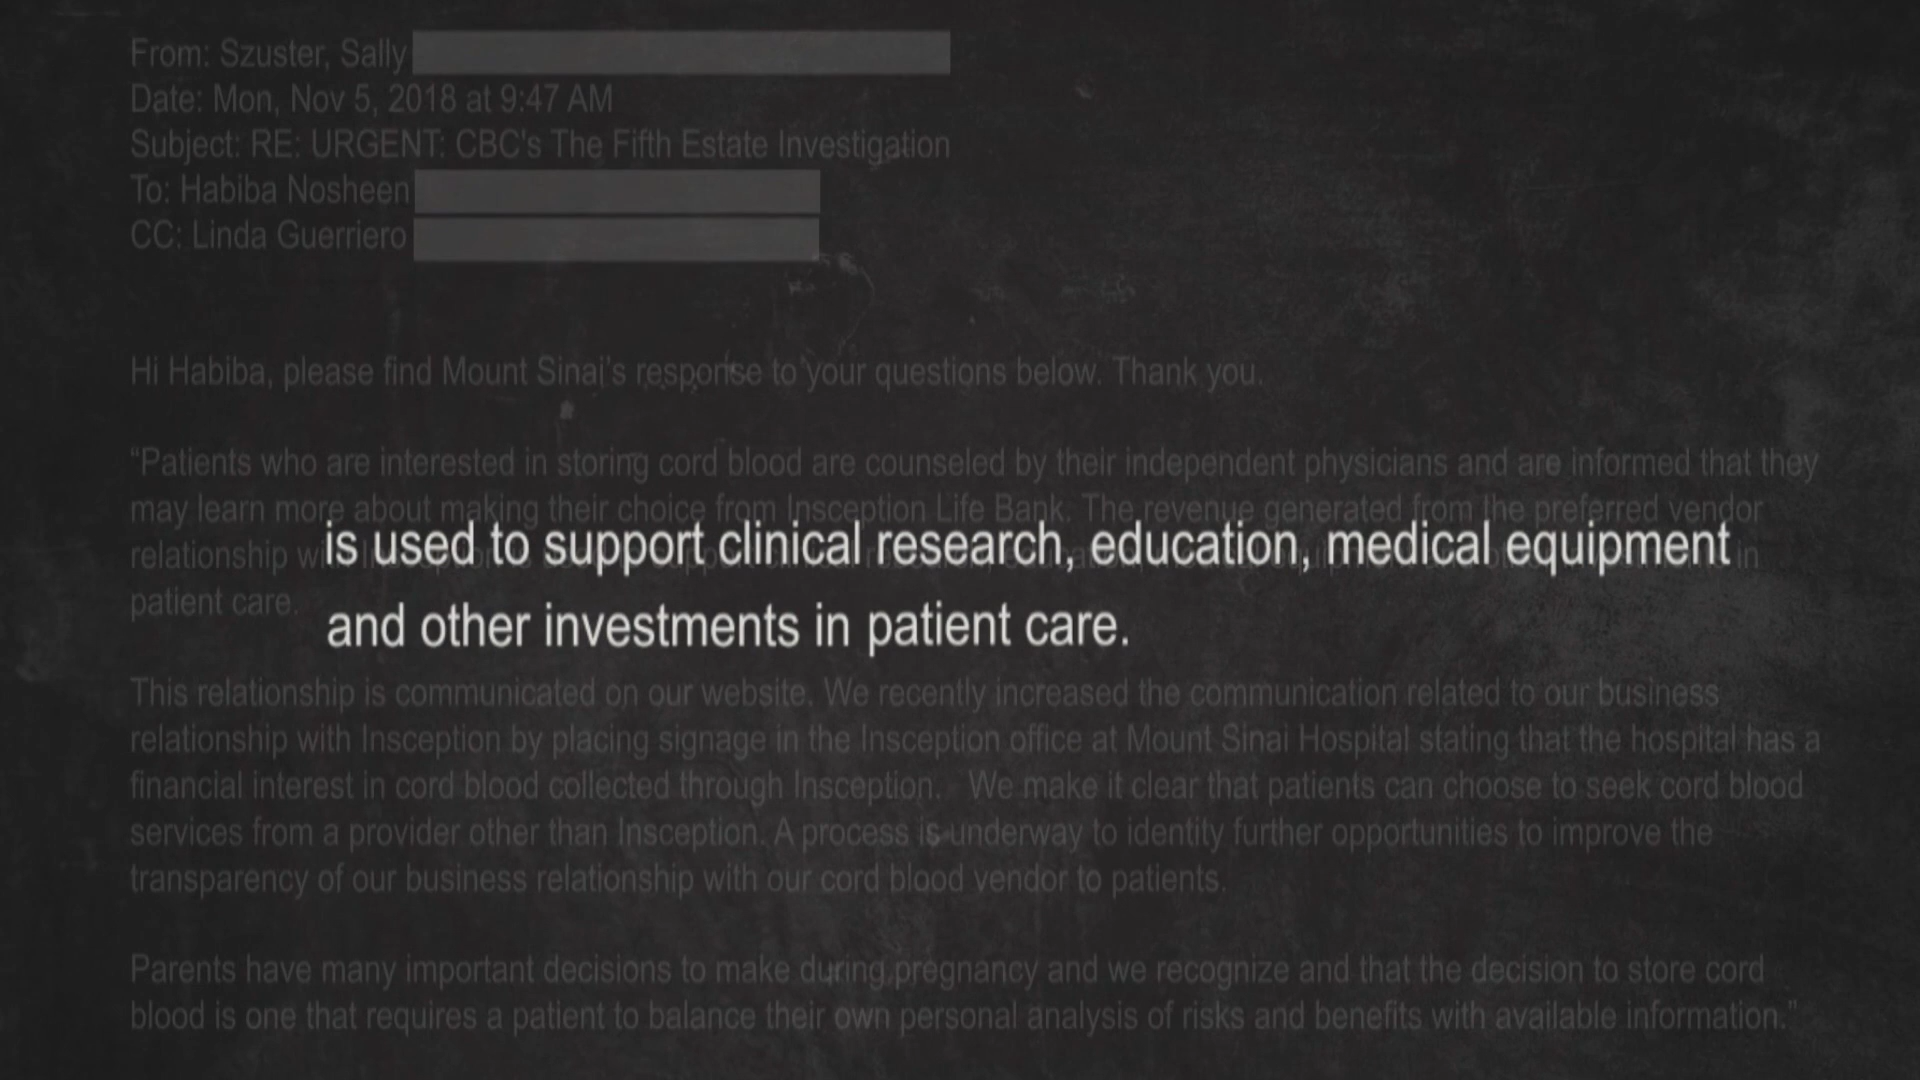 From: Szuster, Sally
Date: Mon, Nov 5, 2018 at 9:47 AM
Subject: RE: URGENT: CBC's The Fifth Estate Investigation
To: Habiba Nosheen
CC: Linda Guerriero
Hi Habiba, please find Mount Sinai's response to your questions below. Thank you.
“Patients who are interested in storing cord blood are counseled by their independent physicians and are informed that they
may learn more about making their choice from Insception Life Bank. The revenue generated from the preferred vendor
relationship in
patient care.
is used to support clinical research, education, medical equipment
and other investments in patient care.
This relationship is communicated on our website. We recently increased the communication related to our business
relationship with Insception by placing signage in the Insception office at Mount Sinai Hospital stating that the hospital has a
financial interest in cord blood collected through Insception. We make it clear that patients can choose to seek cord blood
services from a provider other than Insception. A process is underway to identity further opportunities to improve the
transparency of our business relationship with our cord blood vendor to patients.
Parents have many important decisions to make during pregnancy and we recognize and that the decision to store cord
blood is one that requires a patient to balance their own personal analysis of risks and benefits with available information.”